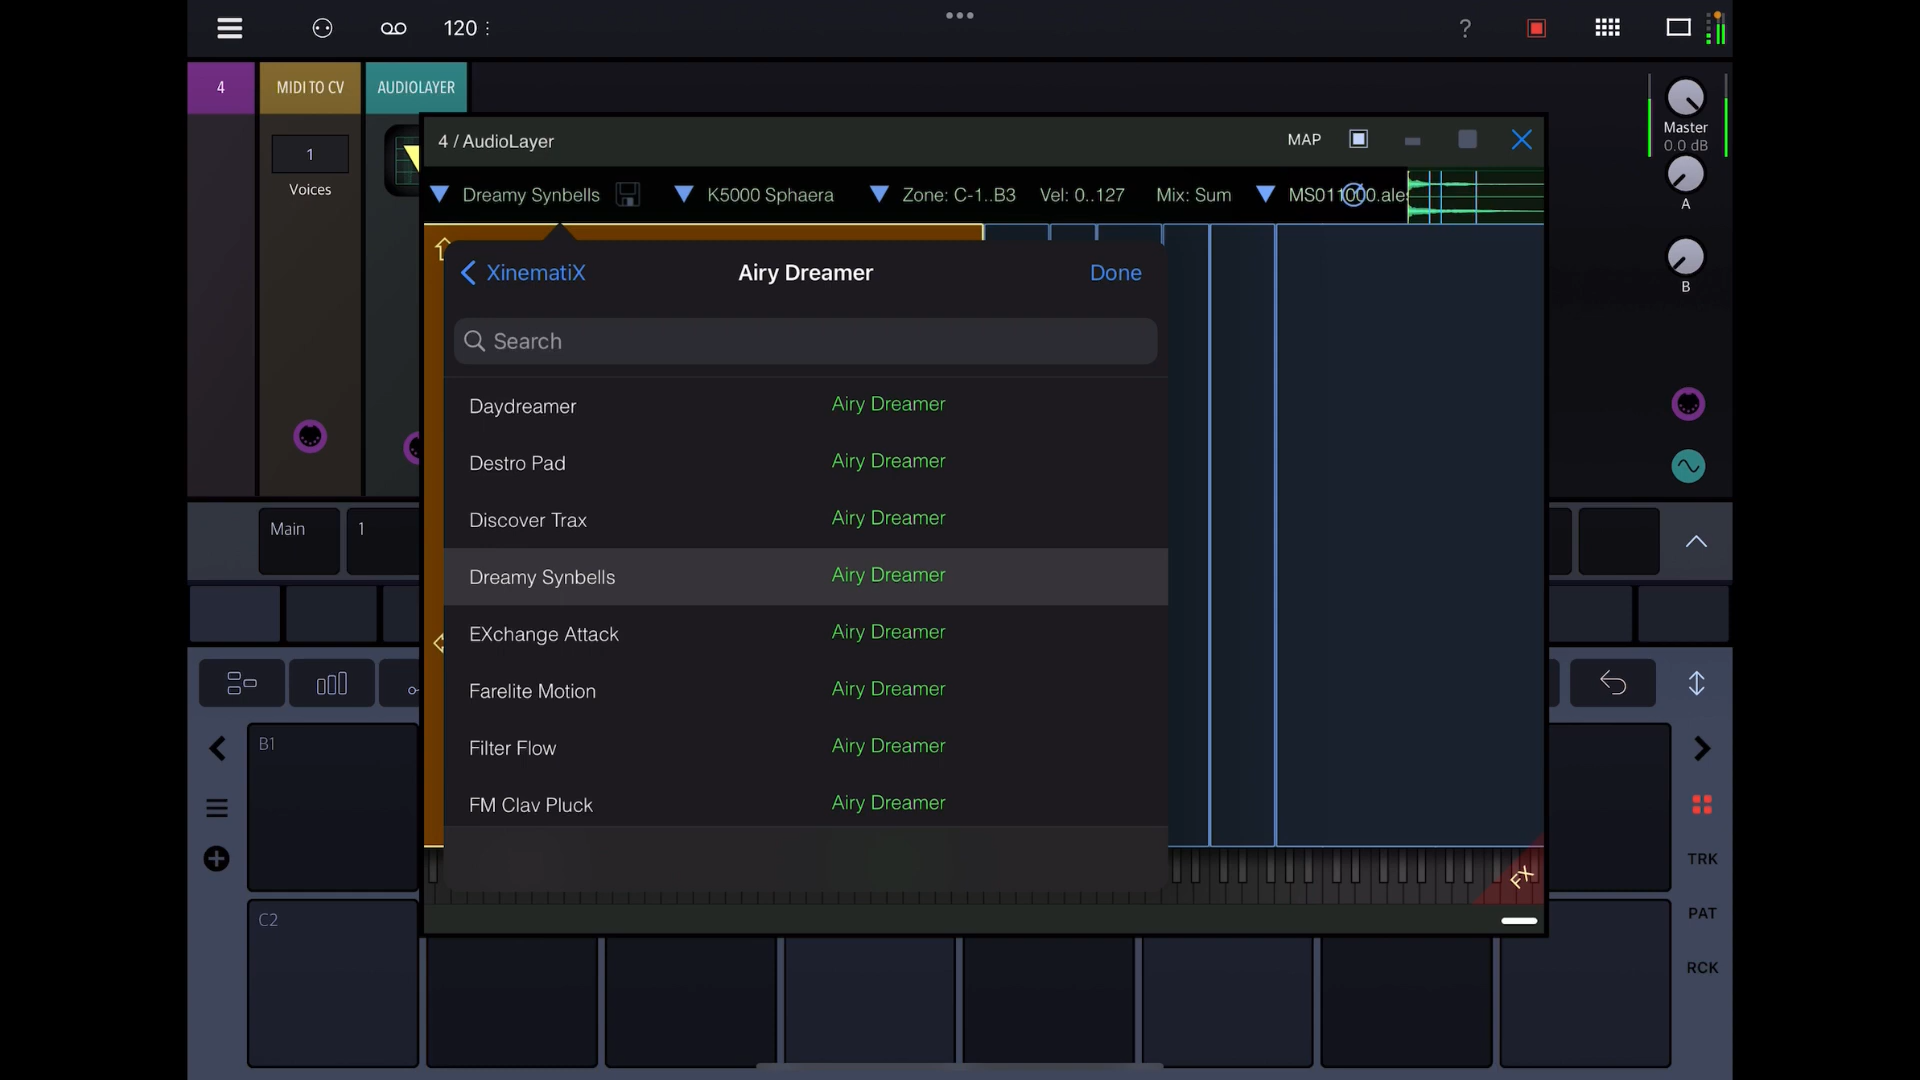 120
?
4
MIDI TO CV
AUDIOLAYER
1
Voices
Master
0.0 dB
A
B
4 / AudioLayer
MAP
Dreamy Synbells
K5000 Sphaera
Zone: C-1..B3
Vel: 0..127
Mix: Sum
XinematiX
Airy Dreamer
Done
Search
Daydreamer Airy Dreamer
Destro Pad Airy Dreamer
Discover Trax Airy Dreamer
Dreamy Synbells Airy Dreamer
EXchange Attack Airy Dreamer
Farelite Motion Airy Dreamer
Filter Flow Airy Dreamer
FM Clav Pluck Airy Dreamer
FX
Main
1
B1
C2
TRK
PAT
RCK